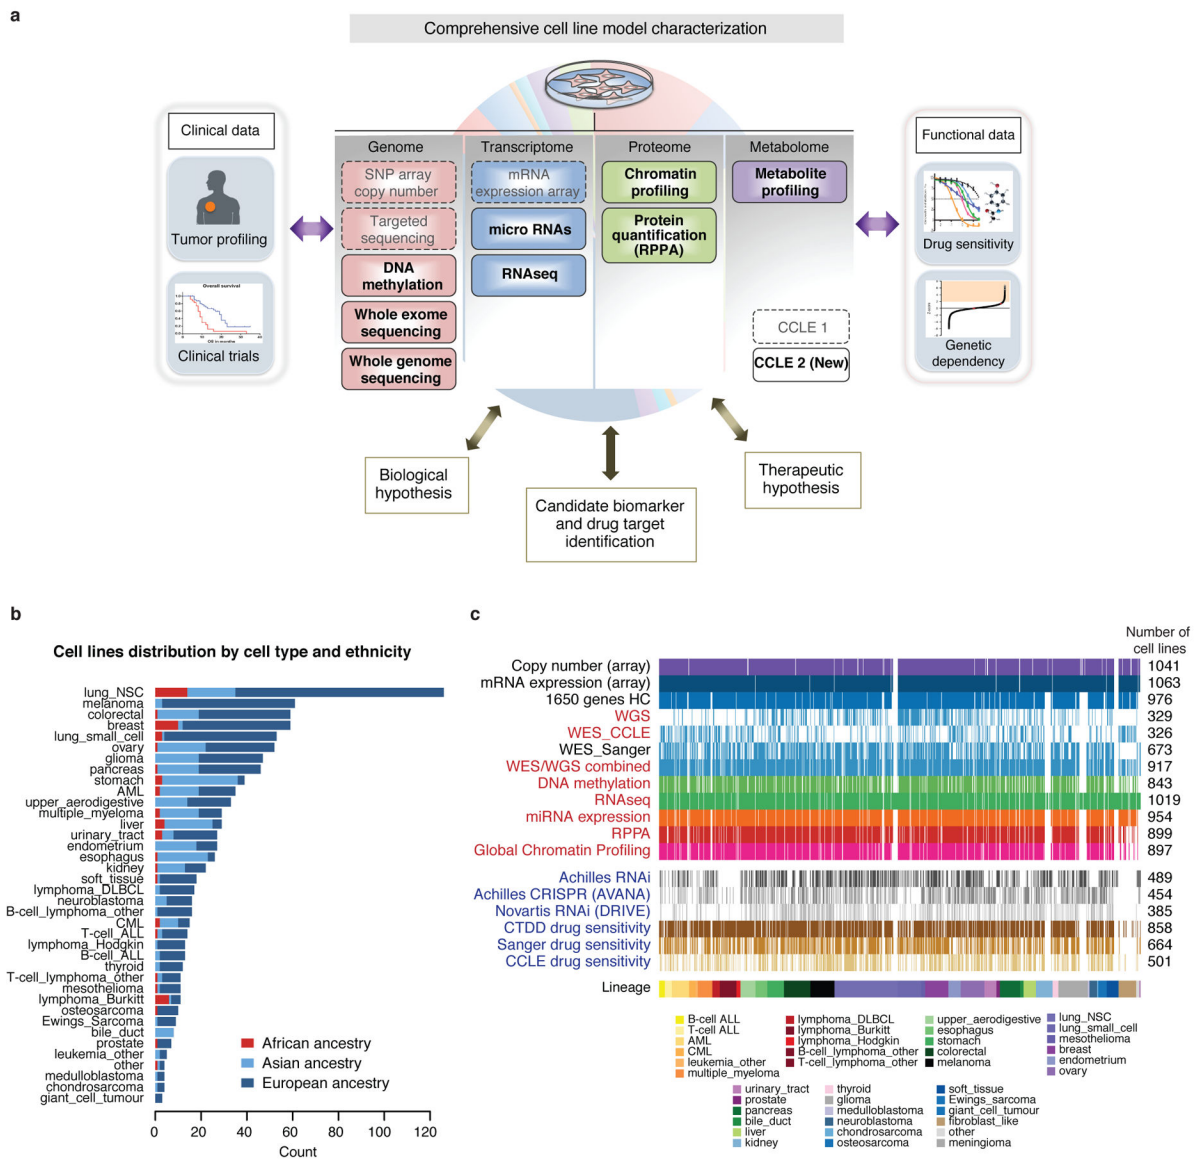 a
Comprehensive cell line model characterization
Clinical data
Tumor profiling
Overall survival
OS in months
Clinical trials
Genome
Transcriptome
Proteome
Metabolome
SNP array
copy number
Targeted
sequencing
DNA
methylation
Whole exome
sequencing
Whole genome
sequencing
mRNA
expression array
micro RNAs
RNAseq
Chromatin
profiling
Protein
quantification
(RPPA)
Metabolite
profiling
CCLE 1
CCLE 2 (New)
Functional data
Drug sensitivity
Genetic
dependency
Biological
hypothesis
Candidate biomarker
and drug target
identification
Therapeutic
hypothesis
b
Cell lines distribution by cell type and ethnicity
lung_NSC
melanoma
colorectal
breast
lung_small_cell
ovary
glioma
pancreas
stomach
AML
upper_aerodigestive
multiple_myeloma
liver
urinary_tract
endometrium
esophagus
kidney
soft_tissue
lymphoma_DLBCL
neuroblastoma
B-cell_lymphoma_other
CML
T-cell_ALL
lymphoma_Hodgkin
B-cell_ALL
thyroid
T-cell_lymphoma_other
mesothelioma
lymphoma_Burkitt
osteosarcoma
Ewings_Sarcoma
bile_duct
prostate
leukemia_other
other
medulloblastoma
chondrosarcoma
giant_cell_tumour
African ancestry
Asian ancestry
European ancestry
0 20 40 60 80 100 120
Count
c
Number of
cell lines
Copy number (array) 1041
mRNA expression (array) 1063
1650 genes HC 976
WGS 329
WES_CCLE 326
WES_Sanger 673
WES/WGS combined 917
DNA methylation 843
RNAseq 1019
miRNA expression 954
RPPA 899
Global Chromatin Profiling 897
Achilles RNAi 489
Achilles CRISPR (AVANA) 454
Novartis RNAi (DRIVE) 385
CTDD drug sensitivity 858
Sanger drug sensitivity 664
CCLE drug sensitivity 501
Lineage
B-cell ALL
T-cell ALL
AML
CML
leukemia_other
multiple_myeloma
lymphoma_DLBCL
lymphoma_Burkitt
lymphoma_Hodgkin
B-cell_lymphoma_other
T-cell_lymphoma_other
upper_aerodigestive
esophagus
stomach
colorectal
melanoma
lung_NSC
lung_small_cell
mesothelioma
breast
endometrium
ovary
urinary_tract
prostate
pancreas
bile_duct
liver
kidney
thyroid
glioma
medulloblastoma
neuroblastoma
chondrosarcoma
osteosarcoma
soft_tissue
Ewings_sarcoma
giant_cell_tumour
fibroblast_like
other
meningioma